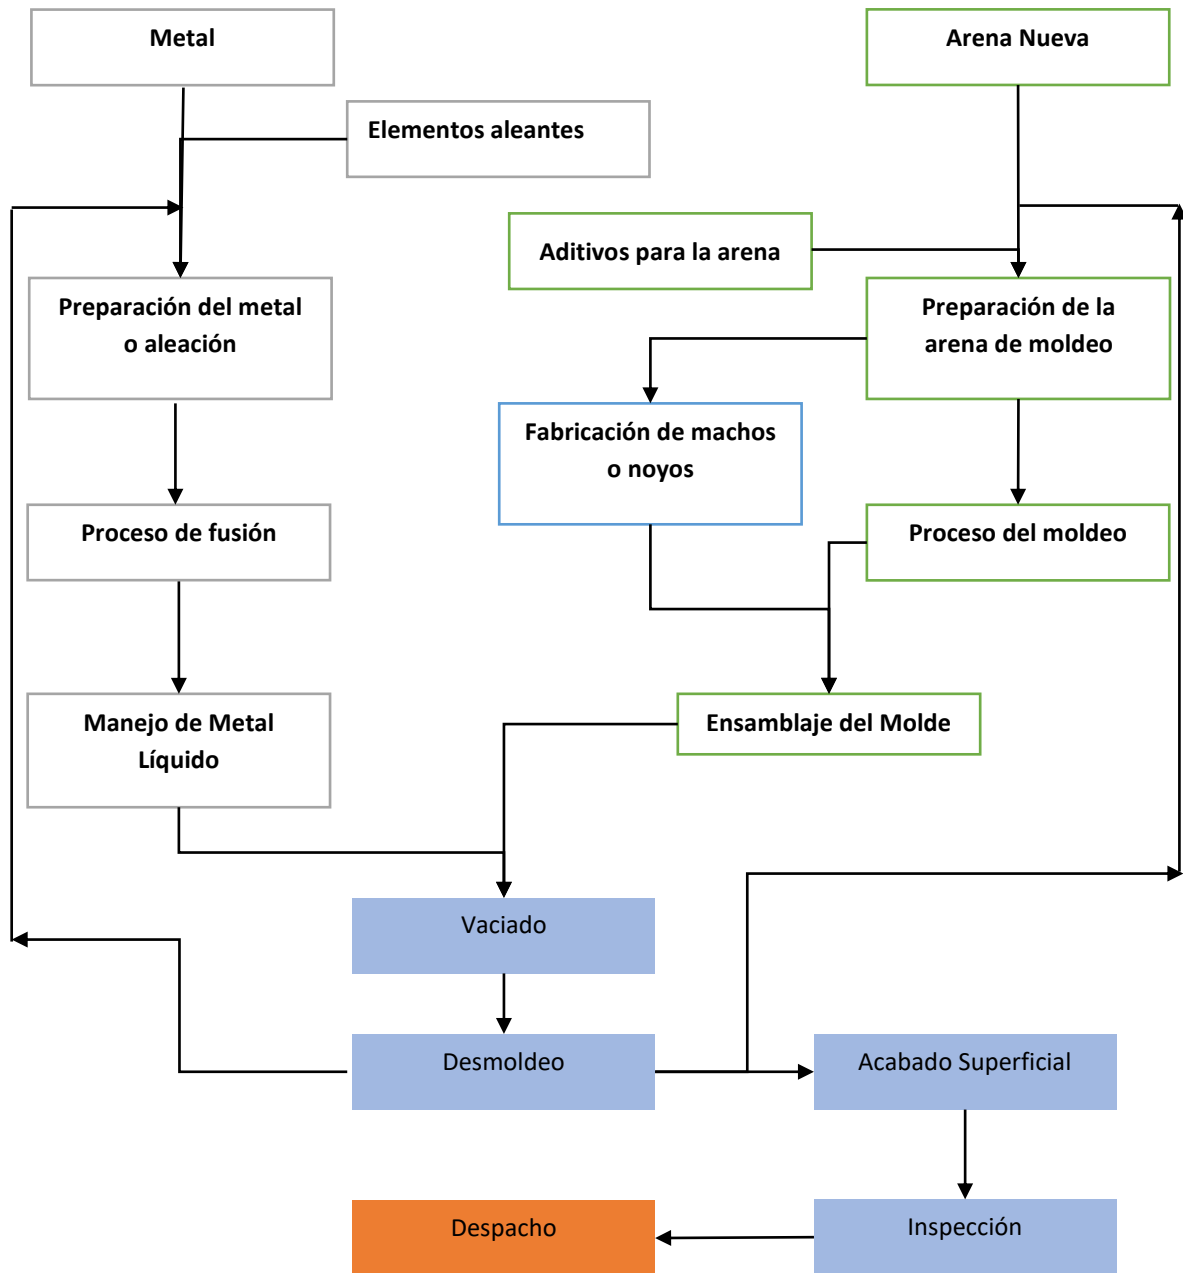 Metal
Arena Nueva
Elementos aleantes
Aditivos para la arena
Preparación del metal
o aleación
Preparación de la
arena de moldeo
Fabricación de machos
o noyos
Proceso de fusión
Proceso del moldeo
Manejo de Metal
Líquido
Ensamblaje del Molde
Vaciado
Desmoldeo
Acabado Superficial
Despacho
Inspección